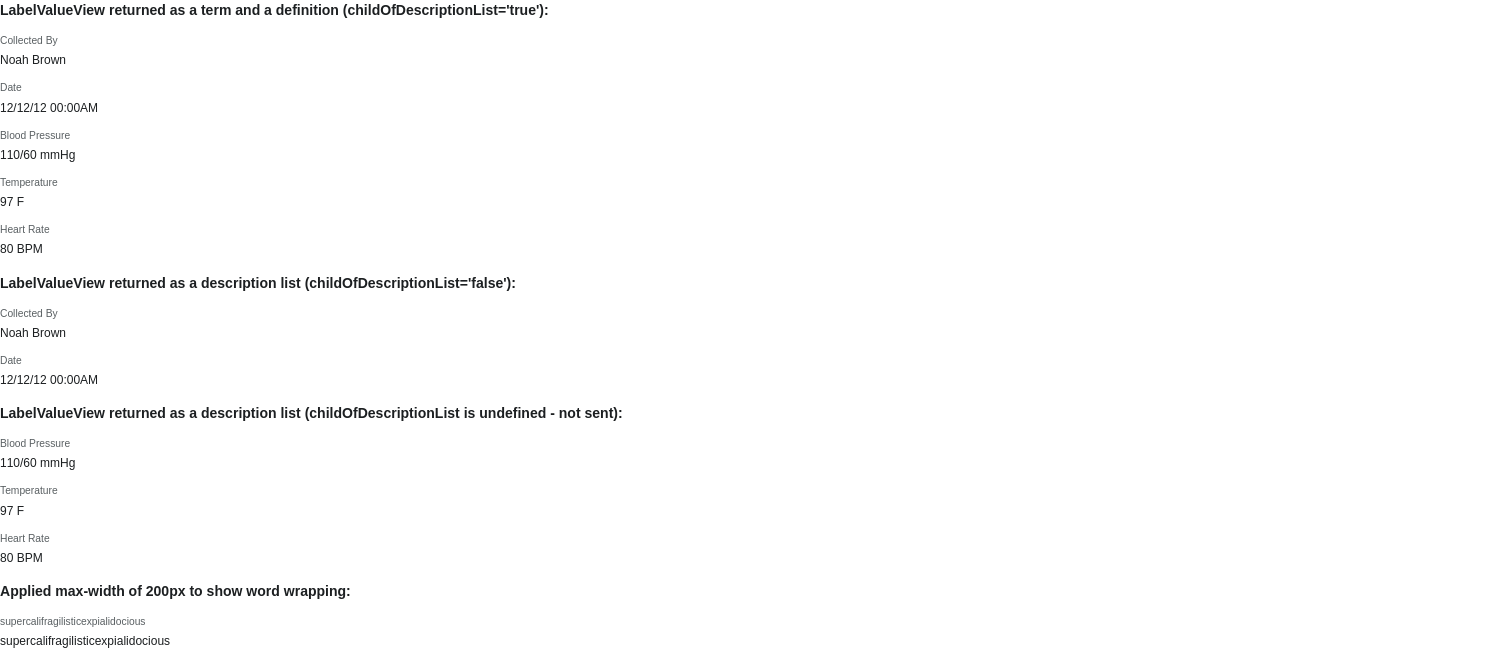 LabelValueView returned as a term and a definition (childOfDescriptionList='true'):
Collected By
Noah Brown
Date
12/12/12 00:00AM
Blood Pressure
110/60 mmHg
Temperature
97 F
Heart Rate
80 BPM
LabelValueView returned as a description list (childOfDescriptionList='false'):
Collected By
Noah Brown
Date
12/12/12 00:00AM
LabelValueView returned as a description list (childOfDescriptionList is undefined - not sent):
Blood Pressure
110/60 mmHg
Temperature
97 F
Heart Rate
80 BPM
Applied max-width of 200px to show word wrapping:
supercalifragilisticexpialidocious
supercalifragilisticexpialidocious